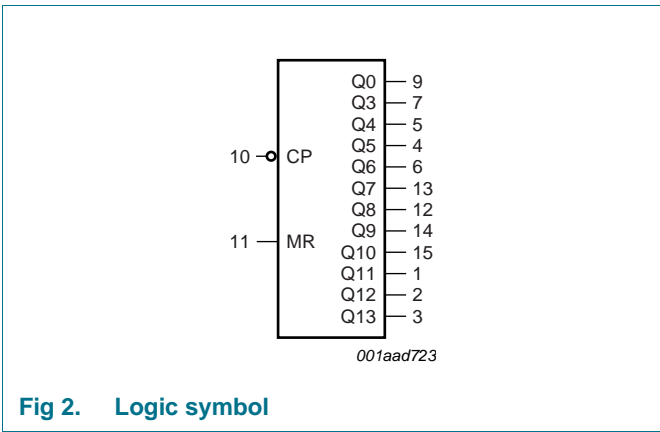 Q0 9
Q3 7
Q4 5
Q5 4
10 CP Q6 6
Q7 13
Q8 12
Q9 14
11 MR Q10 15
Q11 1
Q12 2
Q13 3
001aad723
Fig 2. Logic symbol